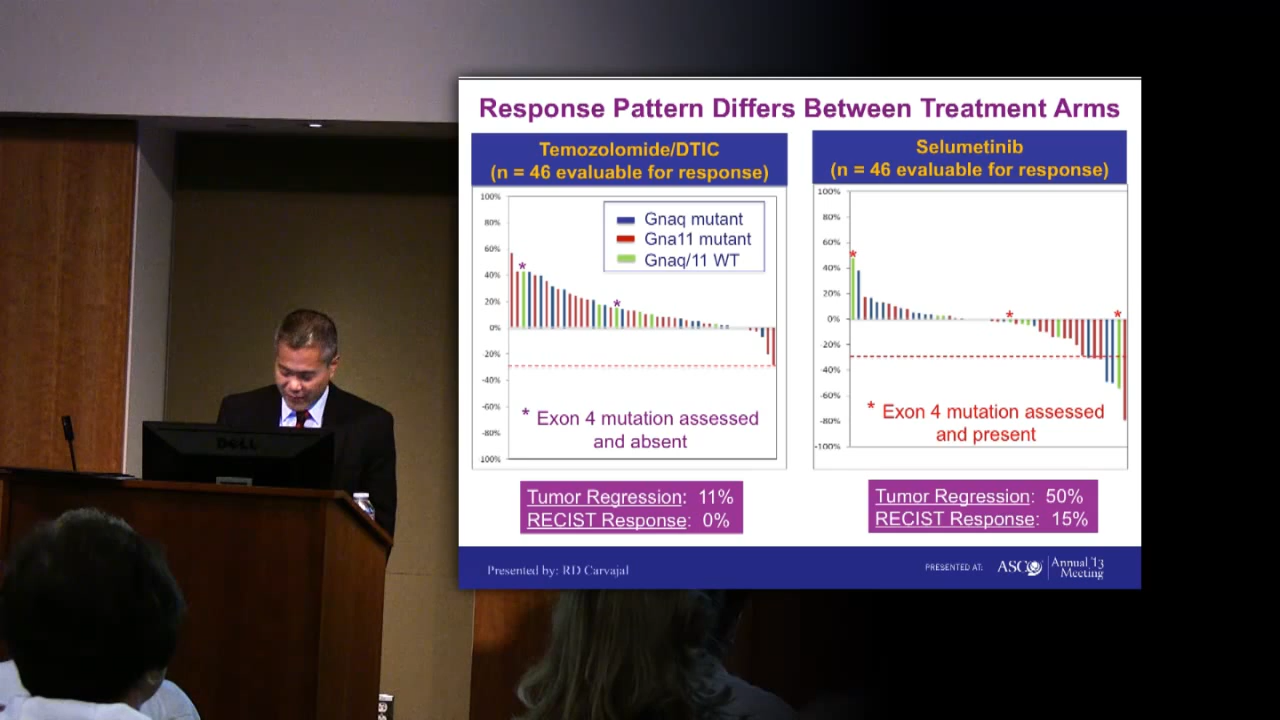 Response Pattern Differs Between Treatment Arms
Temozolomide/DTIC
(n = 46 evaluable for response)
100%
80%
60%
40%
20%
0%
-20%
-40%
-60%
-80%
-100%
Gnaq mutant
Gna11 mutant
Gnaq/11 WT
*
*
* Exon 4 mutation assessed
and absent
Tumor Regression: 11%
RECIST Response: 0%
Selumetinib
(n = 46 evaluable for response)
100%
80%
60%
40%
20%
0%
-20%
-40%
-60%
-80%
-100%
*
*
*
* Exon 4 mutation assessed
and present
Tumor Regression: 50%
RECIST Response: 15%
Presented by: RD Carvajal
PRESENTED AT:
ASCO
Annual '13
Meeting
DELL